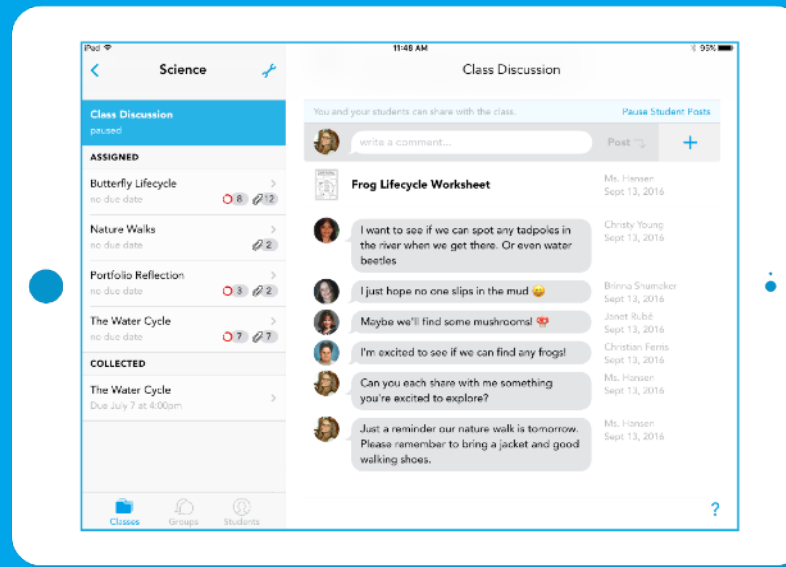 iPad
11:48 AM
95%
Science
Class Discussion
Class Discussion
paused
ASSIGNED
Butterfly Lifecycle
no due date
8
12
Nature Walks
no due date
2
Portfolio Reflection
no due date
3
2
The Water Cycle
no due date
7
7
COLLECTED
The Water Cycle
Due July 7 at 4:00pm
Classes
Groups
Students
You and your students can share with the class.
Pause Student Posts
write a comment...
Post
+
Frog Lifecycle Worksheet
Ms. Hansen
Sept 13, 2016
I want to see if we can spot any tadpoles in
the river when we get there. Or even water
beetles
Christy Young
Sept 13, 2016
I just hope no one slips in the mud 😄
Brinna Shumaker
Sept 13, 2016
Maybe we'll find some mushrooms! 🍄
Janet Rubé
Sept 13, 2016
I'm excited to see if we can find any frogs!
Christian Ferris
Sept 13, 2016
Can you each share with me something
you're excited to explore?
Ms. Hansen
Sept 13, 2016
Just a reminder our nature walk is tomorrow.
Please remember to bring a jacket and good
walking shoes.
Ms. Hansen
Sept 13, 2016
?